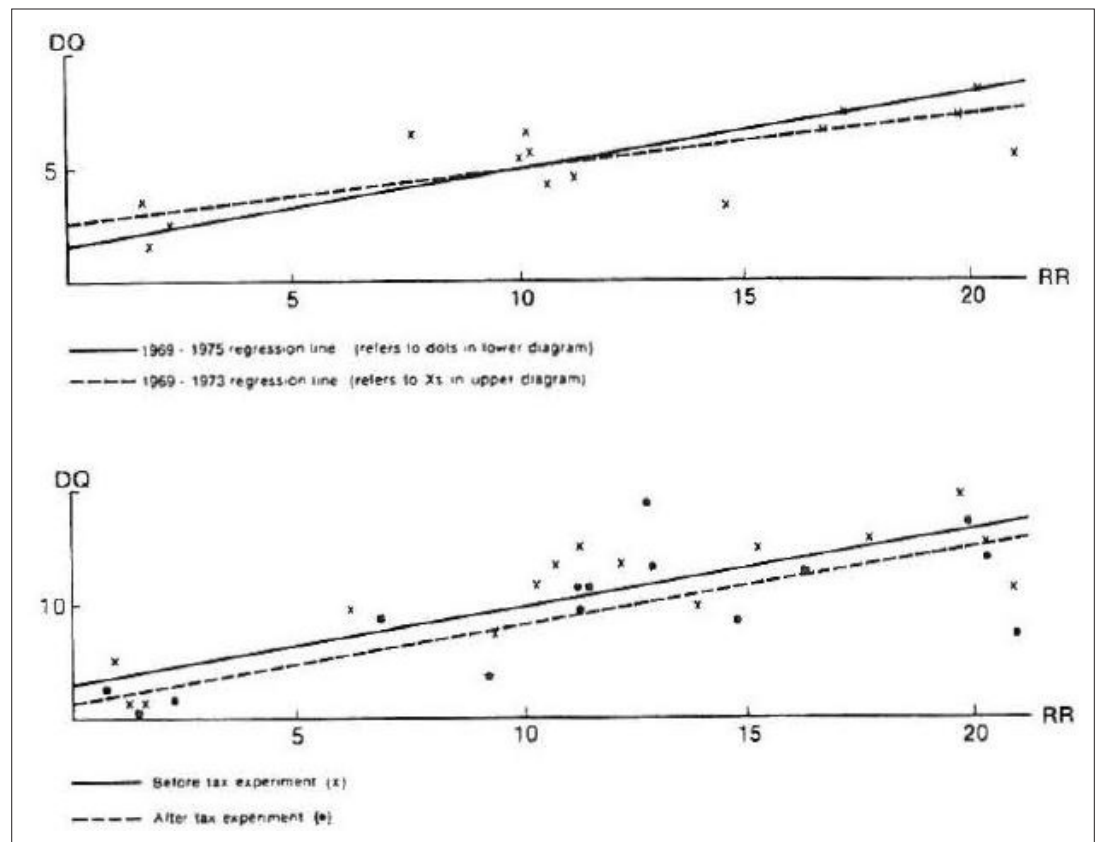 DQ
5
5 10 15 20 RR
1969 - 1975 regression line (refers to dots in lower diagram)
1969 - 1973 regression line (refers to Xs in upper diagram)
DQ
10
5 10 15 20 RR
Before tax experiment (x)
After tax experiment (●)